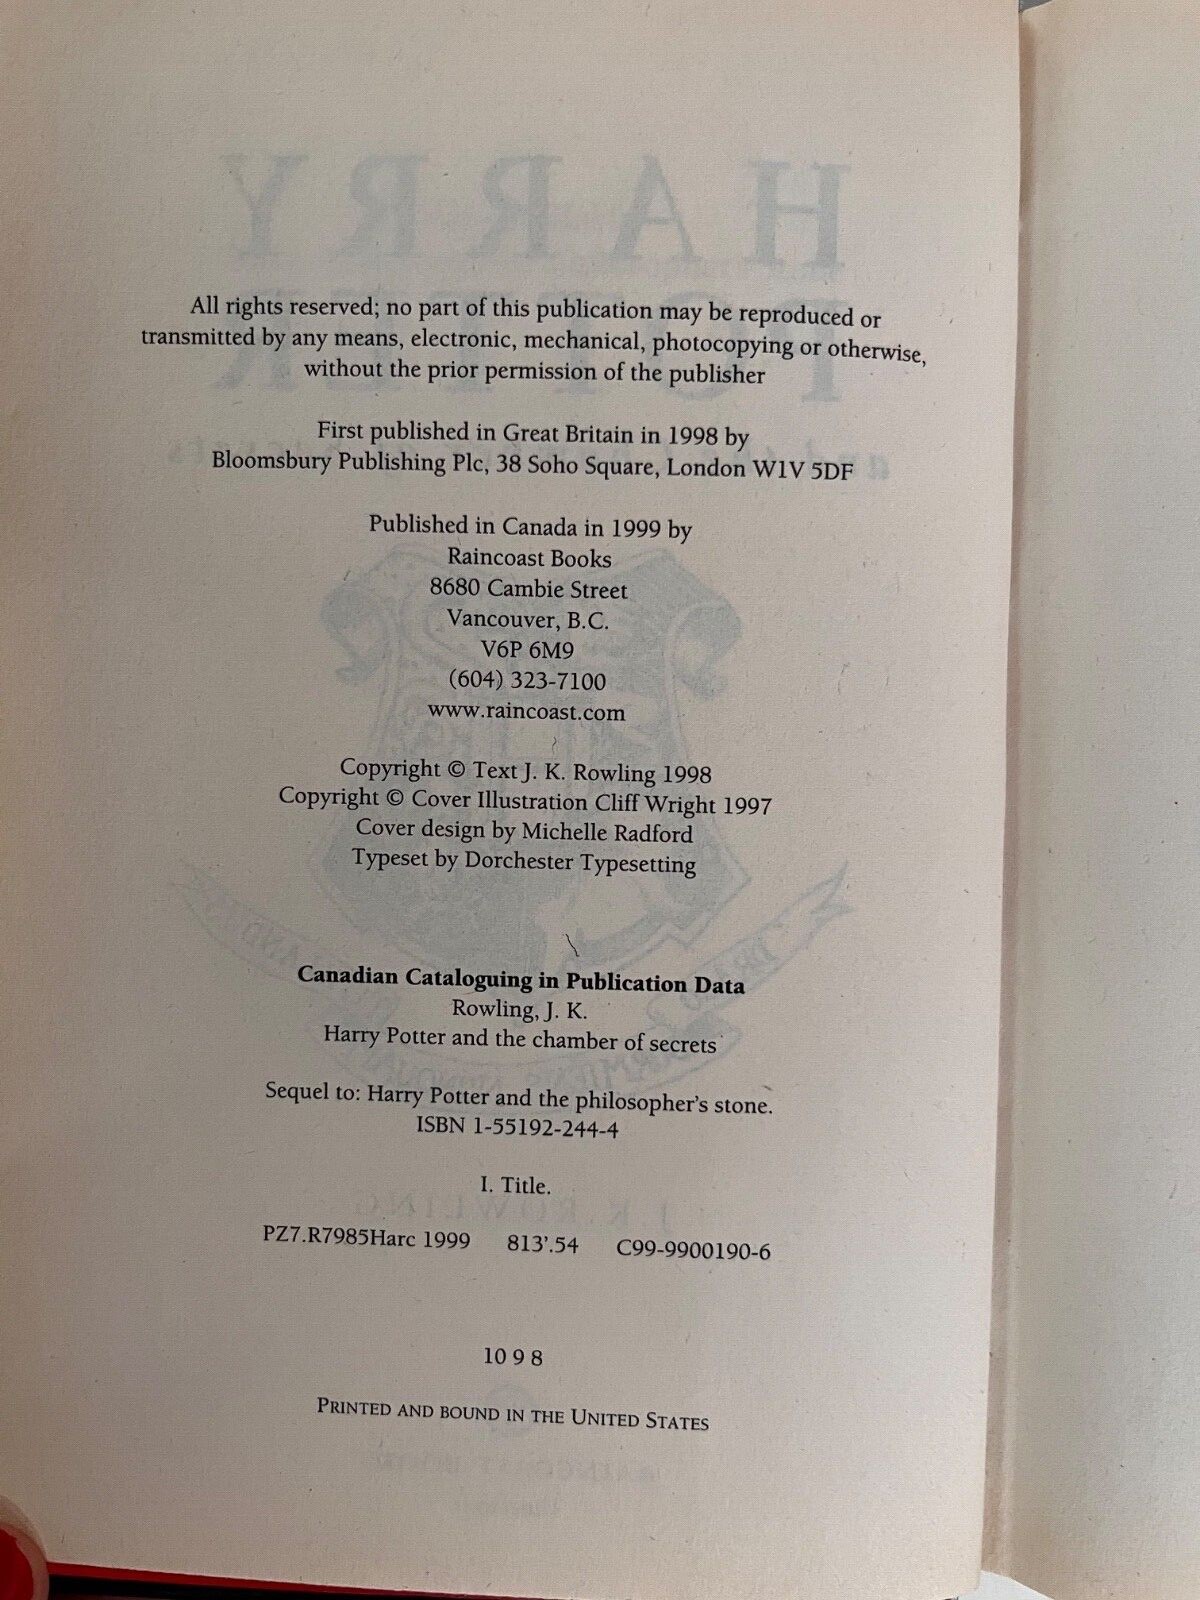 All rights reserved; no part of this publication may be reproduced or
transmitted by any means, electronic, mechanical, photocopying or otherwise,
without the prior permission of the publisher
First published in Great Britain in 1998 by
Bloomsbury Publishing Plc, 38 Soho Square, London W1V 5DF
Published in Canada in 1999 by
Raincoast Books
8680 Cambie Street
Vancouver, B.C.
V6P 6M9
(604) 323-7100
www.raincoast.com
Copyright © Text J. K. Rowling 1998
Copyright © Cover Illustration Cliff Wright 1997
Cover design by Michelle Radford
Typeset by Dorchester Typesetting
Canadian Cataloguing in Publication Data
Rowling, J. K.
Harry Potter and the chamber of secrets
Sequel to: Harry Potter and the philosopher's stone.
ISBN 1-55192-244-4
I. Title.
PZ7.R7985Harc 1999 813'.54 C99-9900190-6
10 9 8
PRINTED AND BOUND IN THE UNITED STATES